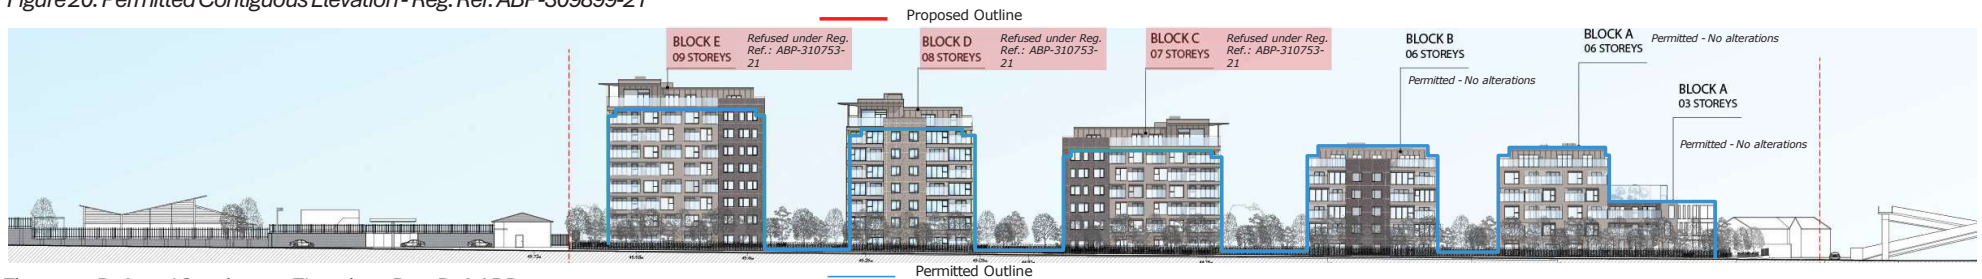 Figure 20: Permitted Contiguous Elevation - Reg. Ref. ABP-309899-21
Proposed Outline
BLOCK E
09 STOREYS
Refused under Reg.
Ref.: ABP-310753-
21
BLOCK D
08 STOREYS
Refused under Reg.
Ref.: ABP-310753-
21
BLOCK C
07 STOREYS
Refused under Reg.
Ref.: ABP-310753-
21
BLOCK B
06 STOREYS
Permitted - No alterations
BLOCK A
06 STOREYS
Permitted - No alterations
BLOCK A
03 STOREYS
Permitted - No alterations
Permitted Outline